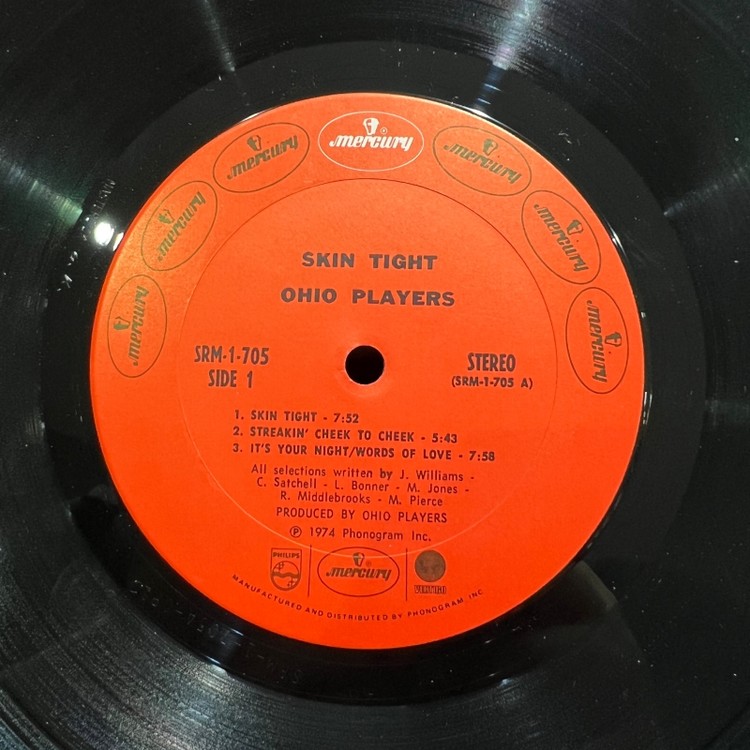 mercury
mercury
mercury
mercury
mercury
mercury
mercury
SKIN TIGHT
OHIO PLAYERS
SRM-1-705
SIDE 1
STEREO
(SRM-1-705 A)
1. SKIN TIGHT - 7:52
2. STREAKIN' CHEEK TO CHEEK - 5:43
3. IT'S YOUR NIGHT/WORDS OF LOVE - 7:58
All selections written by J. Williams -
C. Satchell - L. Bonner - M. Jones -
R. Middlebrooks - M. Pierce
PRODUCED BY OHIO PLAYERS
℗ 1974 Phonogram Inc.
PHILIPS
mercury
VERTIGO
MANUFACTURED AND DISTRIBUTED BY PHONOGRAM, INC.